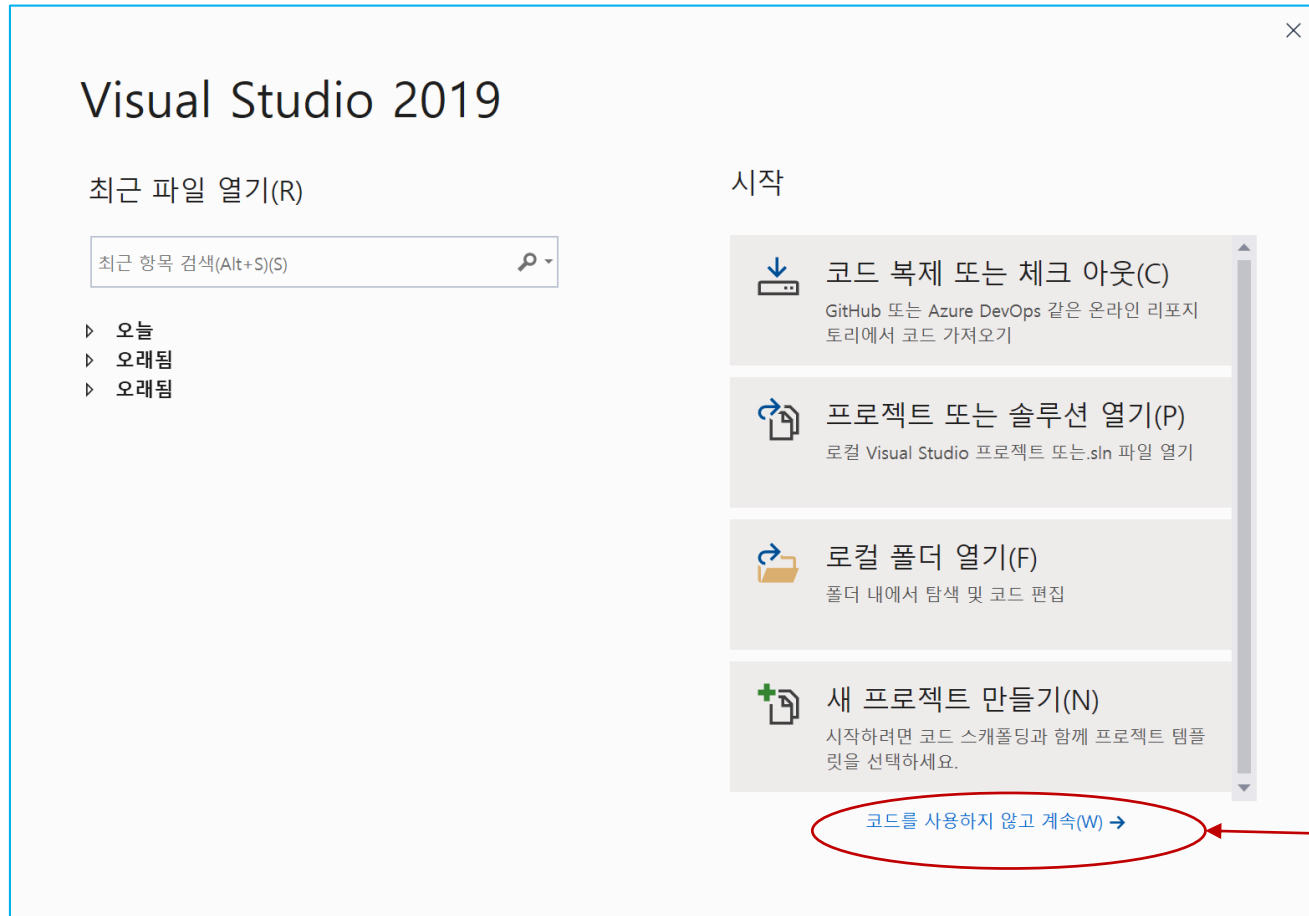 Visual Studio 2019
최근 파일 열기(R)
최근 항목 검색(Alt+S)(S)
오늘
오래됨
오래됨
시작
코드 복제 또는 체크 아웃(C)
GitHub 또는 Azure DevOps 같은 온라인 리포지
토리에서 코드 가져오기
프로젝트 또는 솔루션 열기(P)
로컬 Visual Studio 프로젝트 또는.sln 파일 열기
로컬 폴더 열기(F)
폴더 내에서 탐색 및 코드 편집
새 프로젝트 만들기(N)
시작하려면 코드 스캐폴딩과 함께 프로젝트 템플
릿을 선택하세요.
코드를 사용하지 않고 계속(W) →